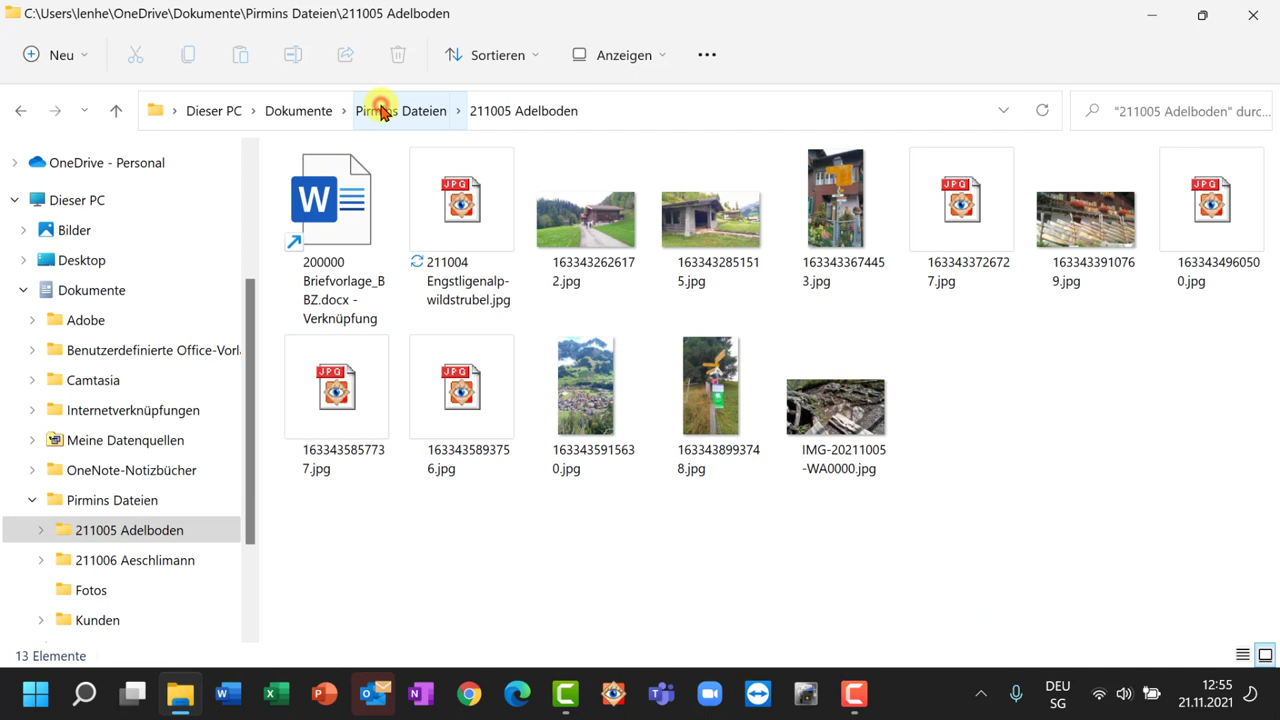 C:\Users\lenhe\OneDrive\Dokumente\Pirmins Dateien\211005 Adelboden
Neu
Sortieren
Anzeigen
Dieser PC
Dokumente
Pirmins Dateien
211005 Adelboden
"211005 Adelboden" durc...
OneDrive - Personal
Dieser PC
Bilder
Desktop
Dokumente
Adobe
Benutzerdefinierte Office-Vorl
Camtasia
Internetverknüpfungen
Meine Datenquellen
OneNote-Notizbücher
Pirmins Dateien
211005 Adelboden
211006 Aeschlimann
Fotos
Kunden
W
200000
Briefvorlage_B
BZ.docx -
Verknüpfung
JPG
211004
Engstligenalp-
wildstrubel.jpg
163343262617
2.jpg
163343285151
5.jpg
163343367445
3.jpg
JPG
163343372672
7.jpg
163343391076
9.jpg
JPG
163343496050
0.jpg
JPG
163343585773
7.jpg
JPG
163343589375
6.jpg
163343591563
0.jpg
163343899374
8.jpg
IMG-20211005
-WA0000.jpg
13 Elemente
DEU
SG
12:55
21.11.2021